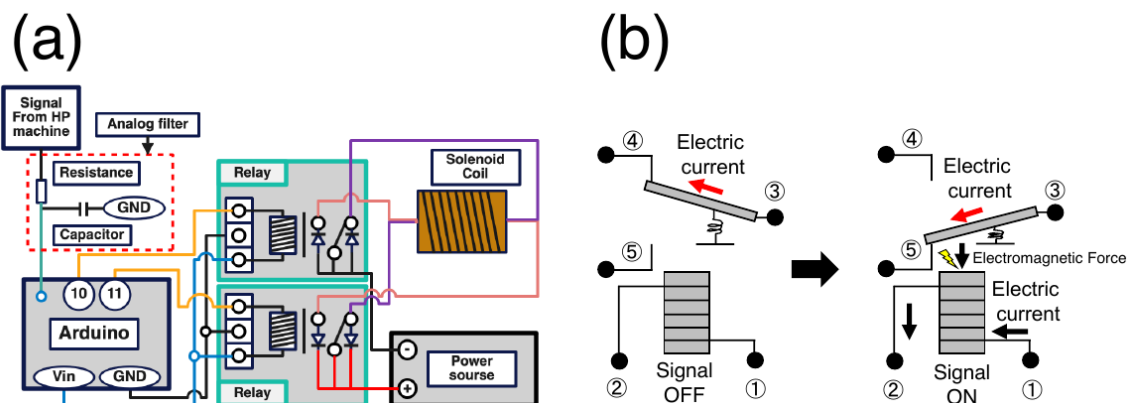 (a)
Signal
From HP
machine
Analog filter
Resistance
GND
Capacitor
10
11
Arduino
Vin
GND
Relay
Relay
Solenoid
Coil
-
Power
sourse
+
(b)
④
Electric
current
③
⑤
②
Signal
OFF
①
④
Electric
current
③
⑤
Electromagnetic Force
Electric
current
②
Signal
ON
①